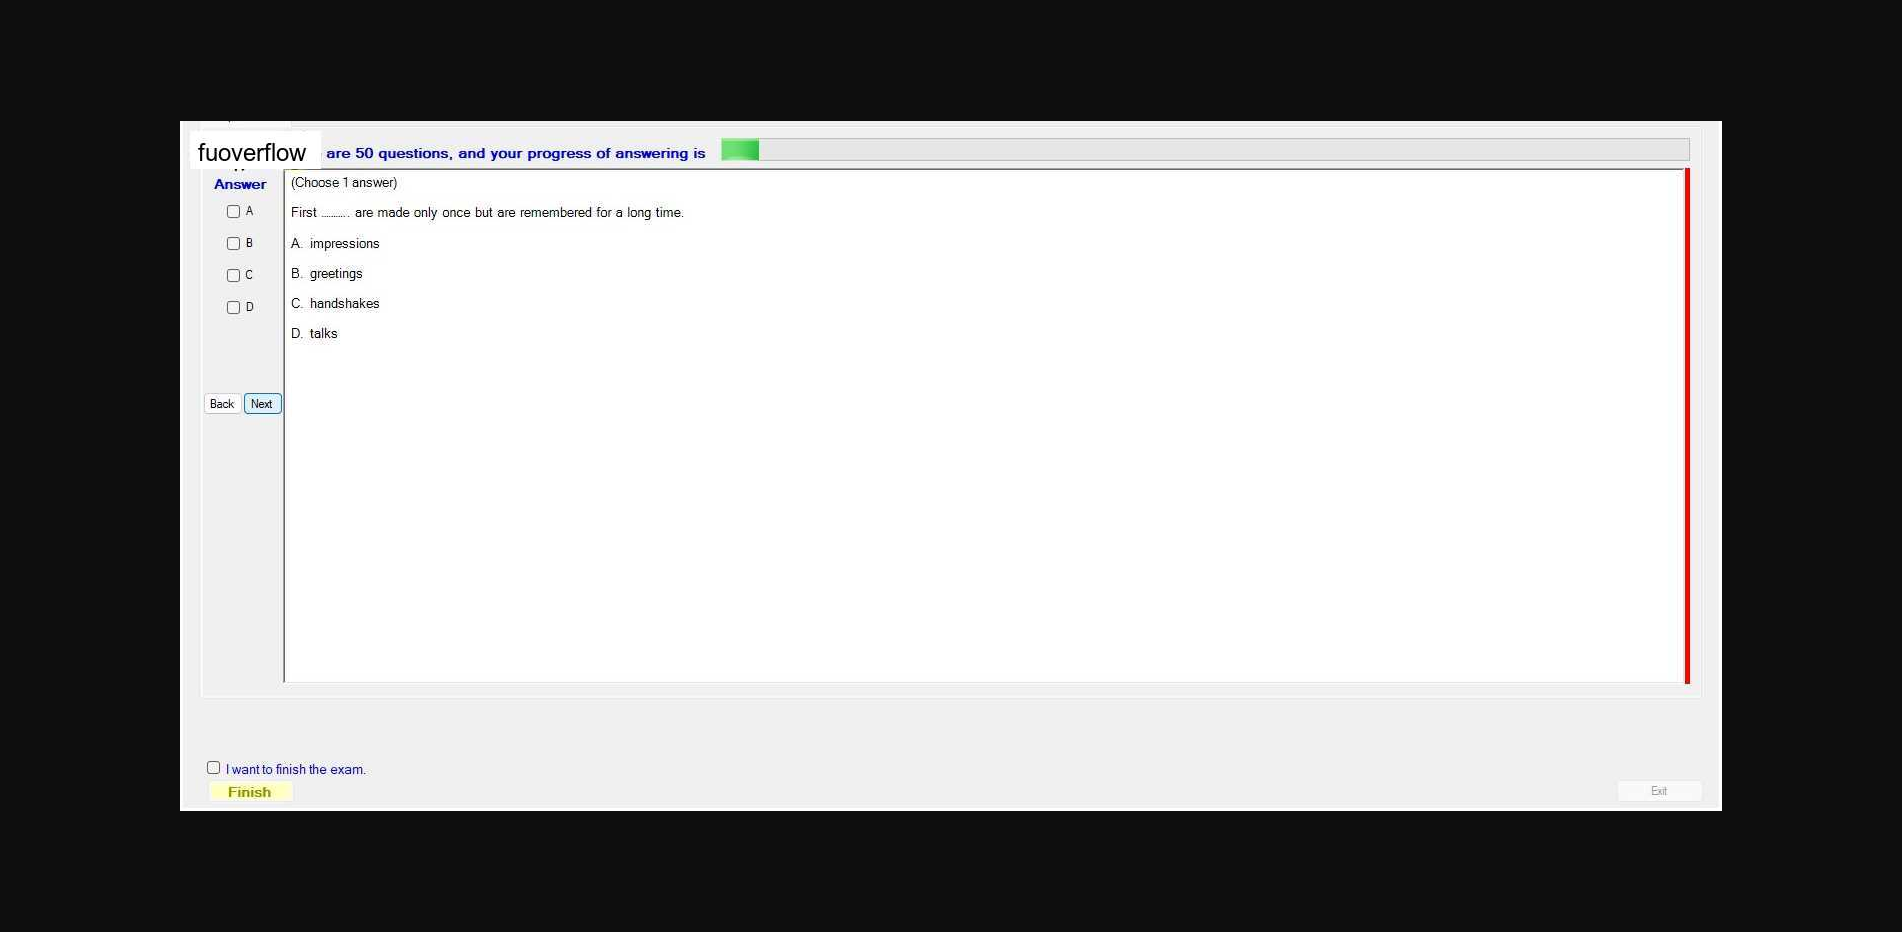 fuoverflow are 50 questions, and your progress of answering is
Answer
(Choose 1 answer)
A
First .......... are made only once but are remembered for a long time.
B
A. impressions
C
B. greetings
D
C. handshakes
D. talks
Back Next
I want to finish the exam.
Finish
Exit